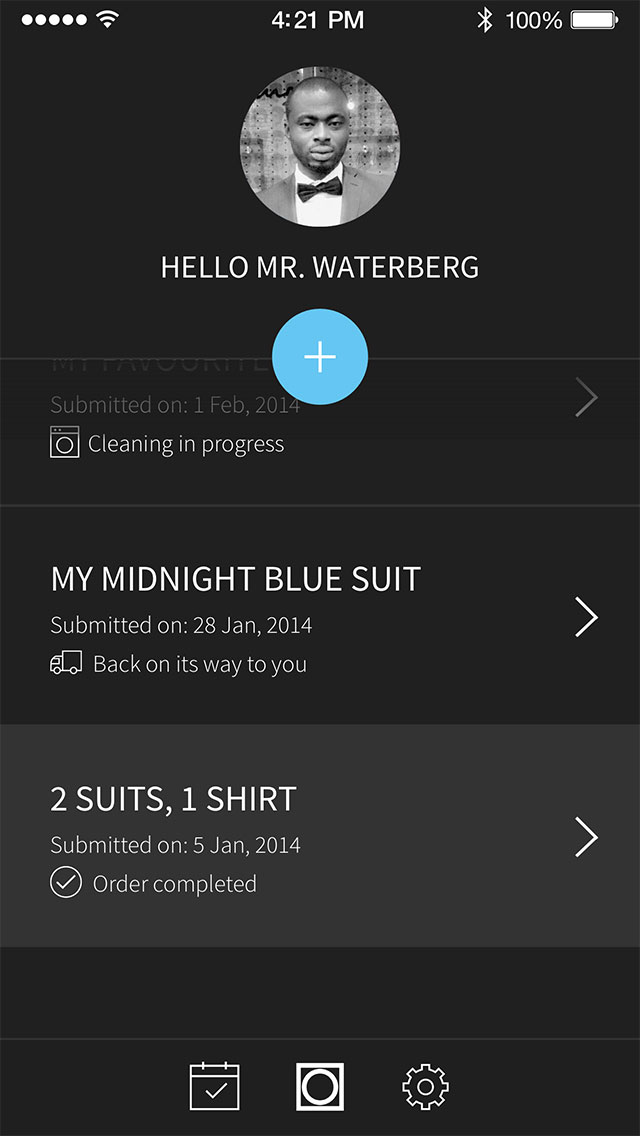 4:21 PM 100%
HELLO MR. WATERBERG
MY FAVOURITE
Submitted on: 1 Feb, 2014
Cleaning in progress
MY MIDNIGHT BLUE SUIT
Submitted on: 28 Jan, 2014
Back on its way to you
2 SUITS, 1 SHIRT
Submitted on: 5 Jan, 2014
Order completed